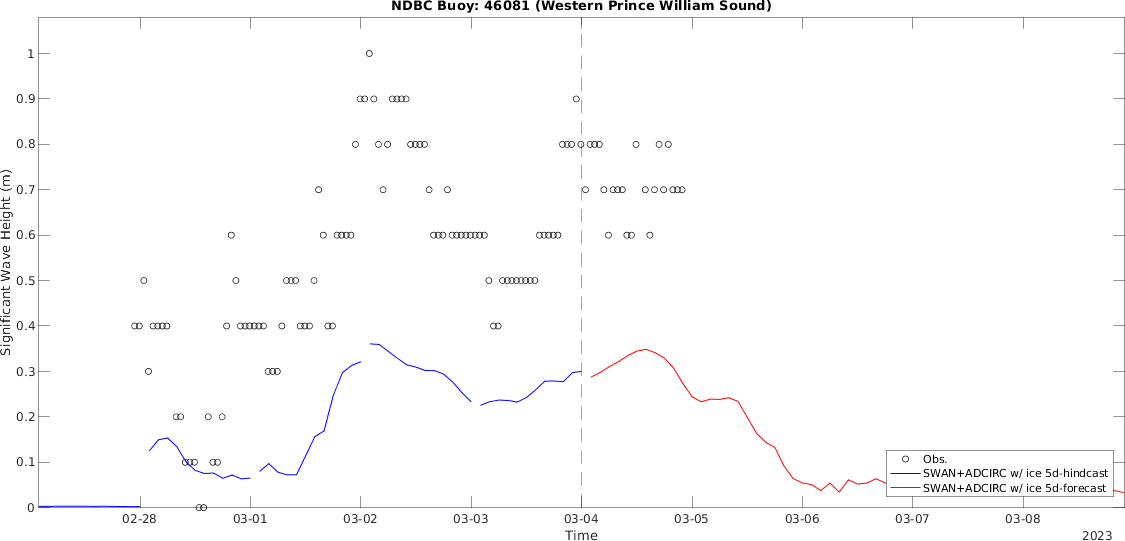 NDBC Buoy: 46081 (Western Prince William Sound)
Significant Wave Height (m)
1
0.9
0.8
0.7
0.6
0.5
0.4
0.3
0.2
0.1
0
Obs.
SWAN+ADCIRC w/ ice 5d-hindcast
SWAN+ADCIRC w/ ice 5d-forecast
02-28 03-01 03-02 03-03 03-04 03-05 03-06 03-07 03-08
Time
2023